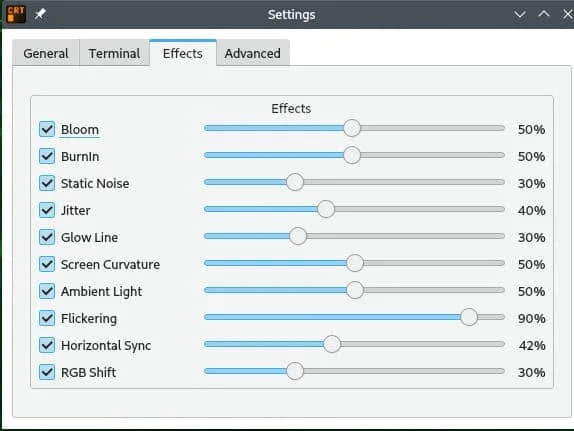 CRT
Settings
General Terminal Effects Advanced
Effects
Bloom 50%
BurnIn 50%
Static Noise 30%
Jitter 40%
Glow Line 30%
Screen Curvature 50%
Ambient Light 50%
Flickering 90%
Horizontal Sync 42%
RGB Shift 30%